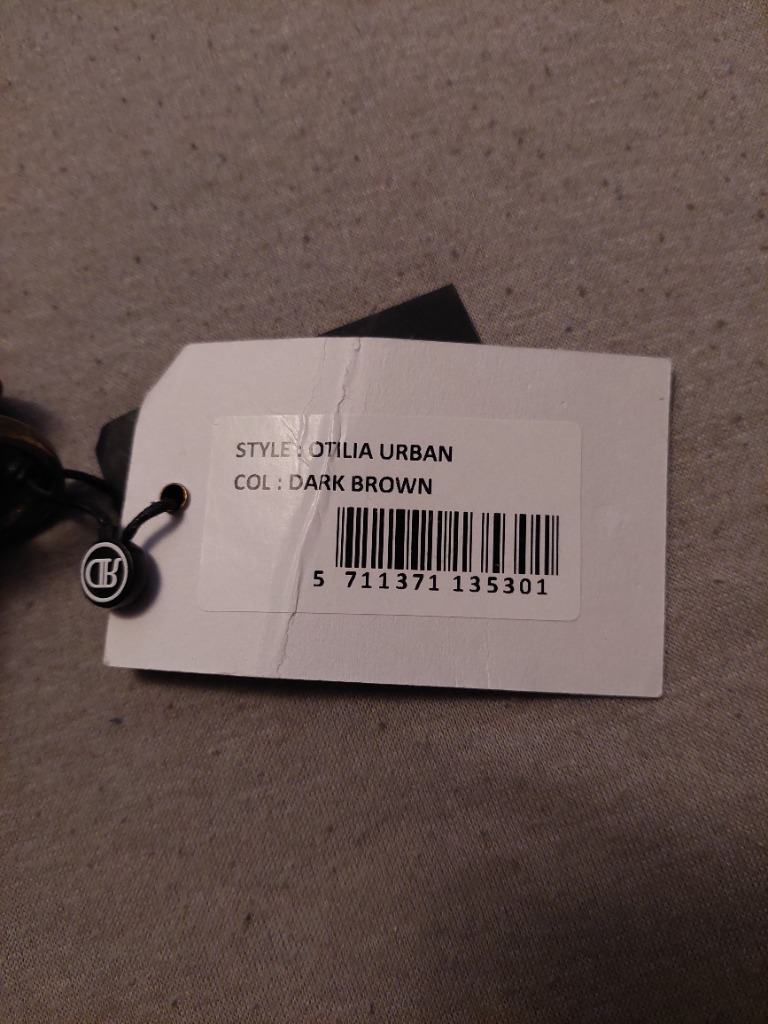 STYLE : OTILIA URBAN
COL : DARK BROWN
5 711371 135301